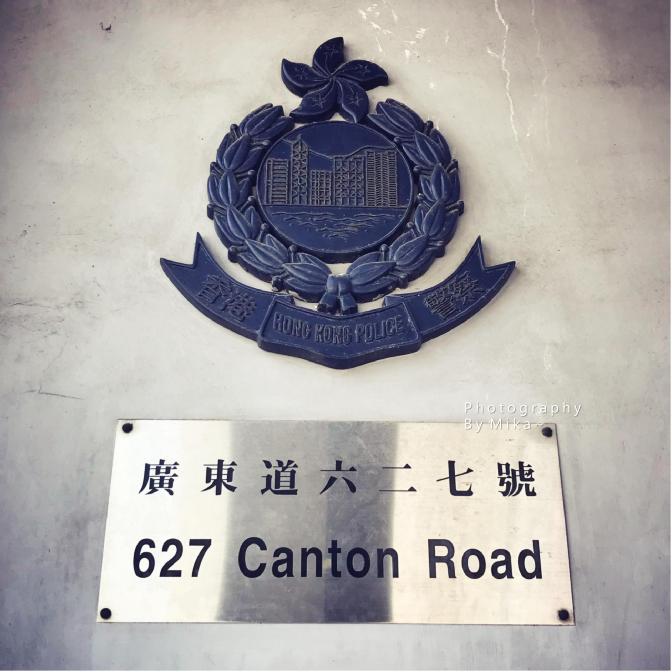 香港
HONG KONG POLICE
警察
Photography
By Mika~
廣東道六二七號
627 Canton Road